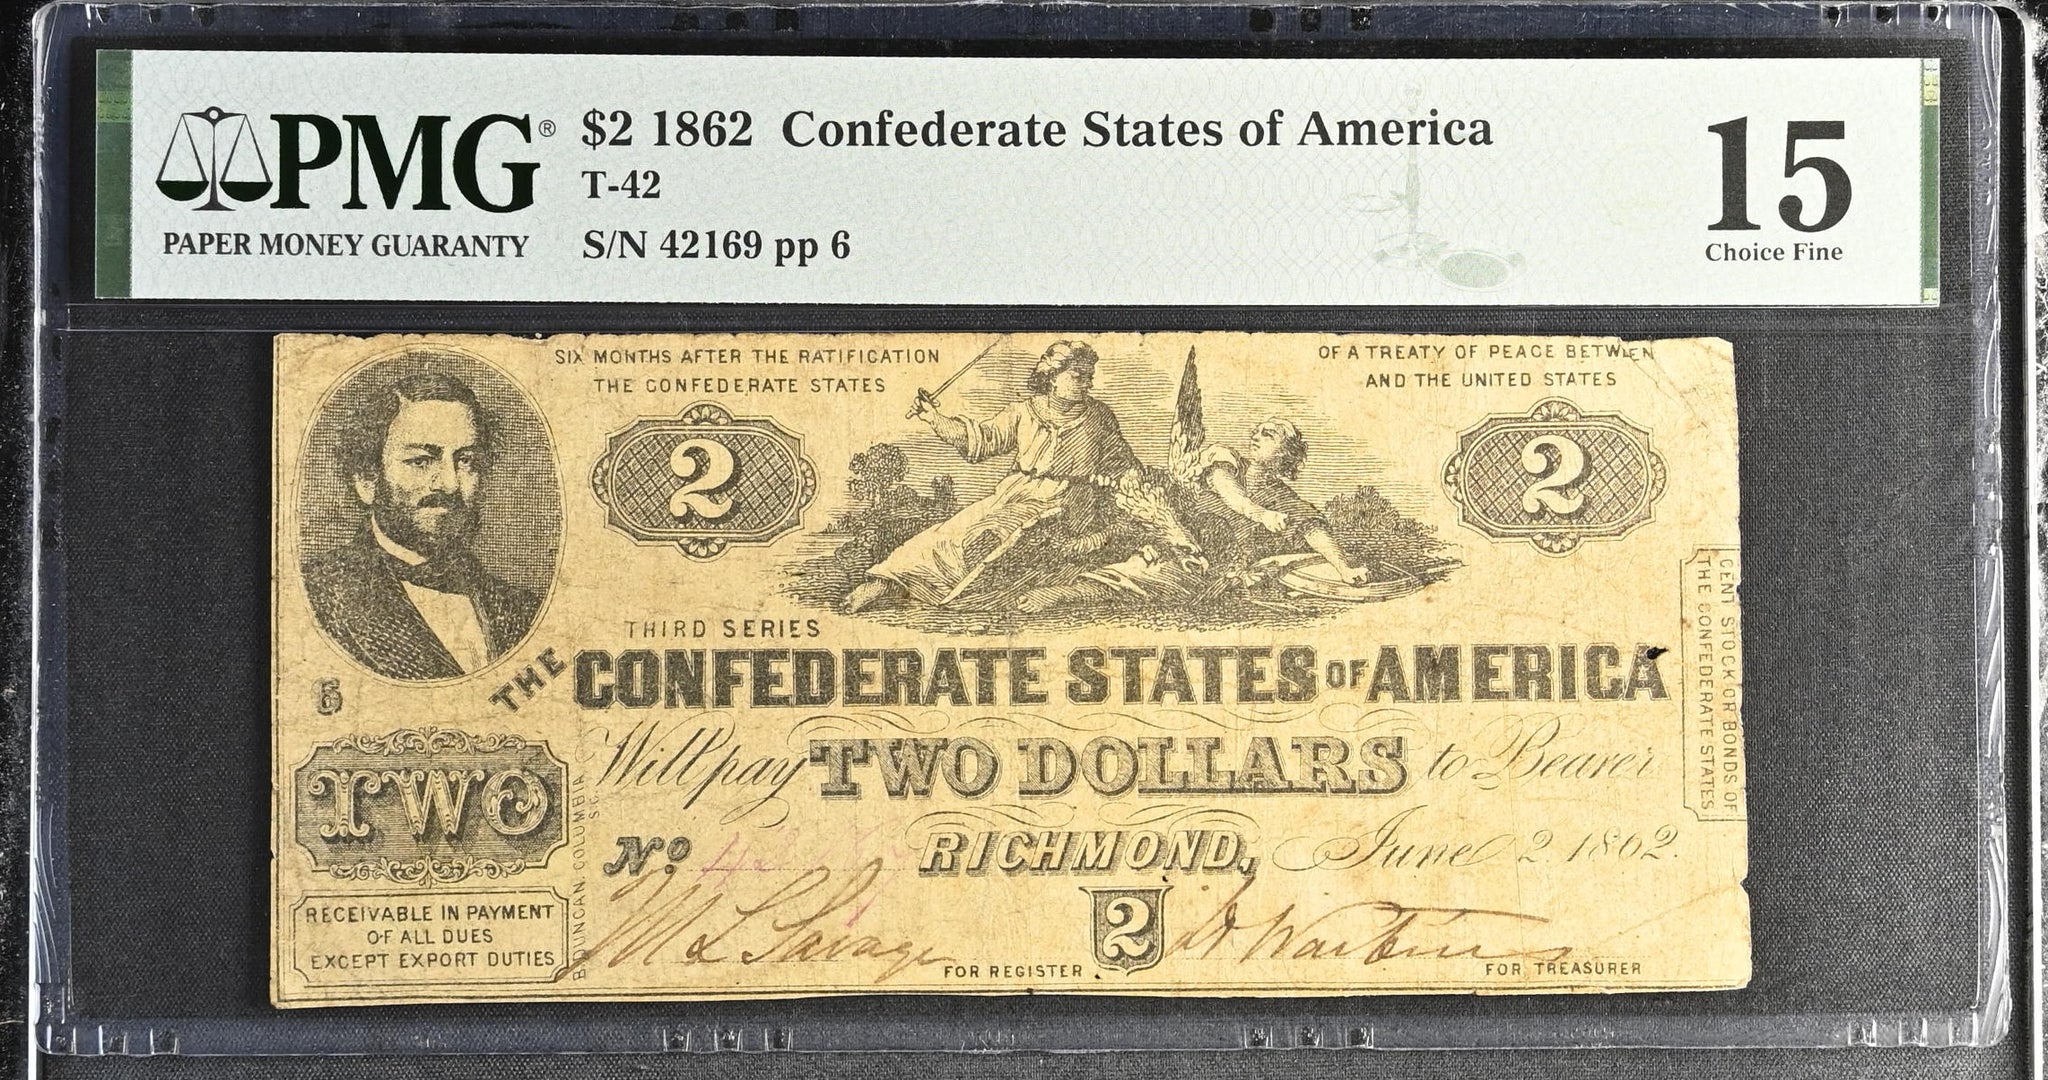 PMG®
PAPER MONEY GUARANTY
$2 1862 Confederate States of America
T-42
S/N 42169 pp 6
15
Choice Fine
SIX MONTHS AFTER THE RATIFICATION
OF A TREATY OF PEACE BETWEEN
THE CONFEDERATE STATES
AND THE UNITED STATES
2
2
THIRD SERIES
6
THE CONFEDERATE STATES OF AMERICA
CENT STOCK OR BONDS OF
THE CONFEDERATE STATES
TWO
Will pay TWO DOLLARS to Bearer
No.
RICHMOND, June 2 1862.
B DUNCAN COLUMBIA S.C.
RECEIVABLE IN PAYMENT
OF ALL DUES
EXCEPT EXPORT DUTIES
M L Savage
FOR REGISTER
2
FOR TREASURER